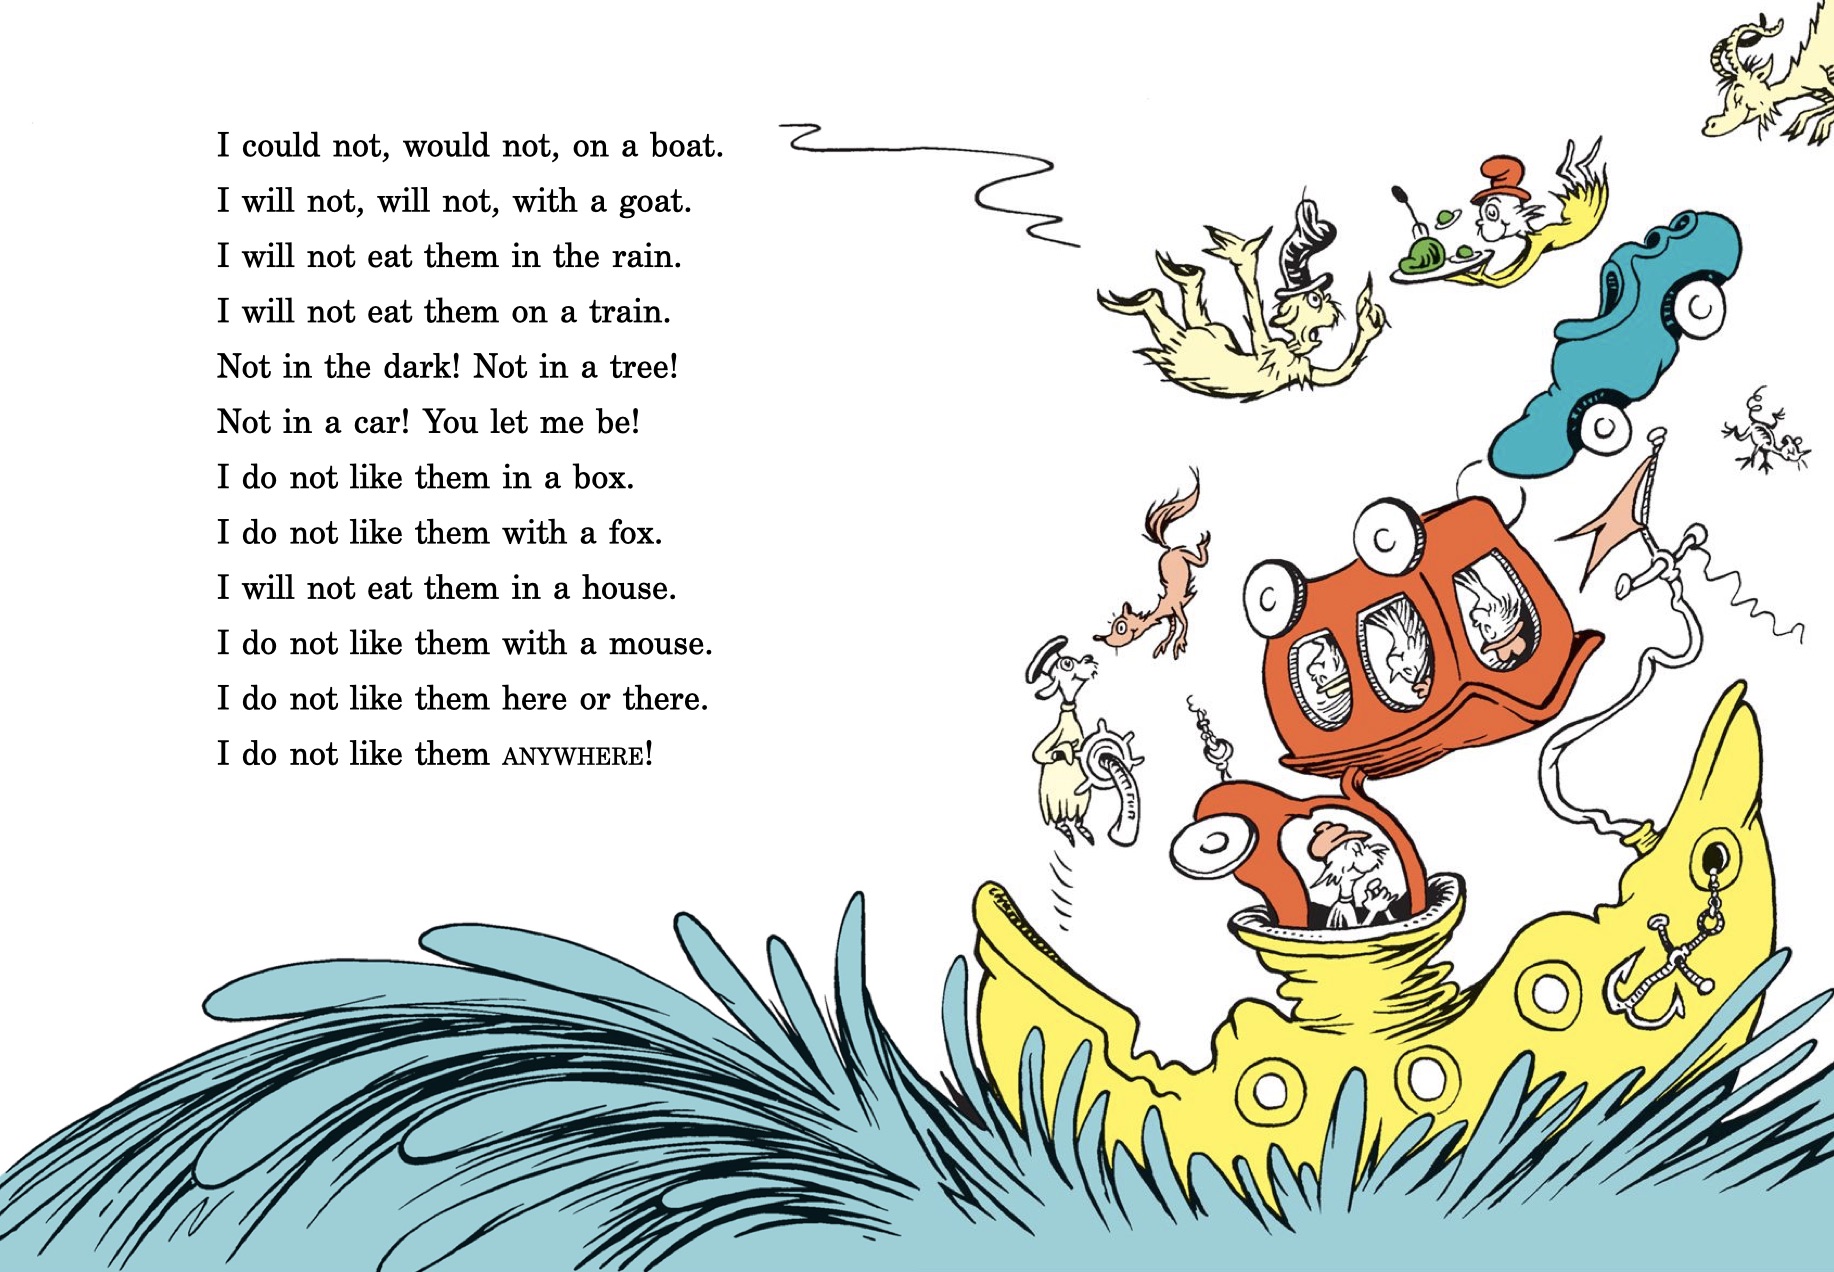 I could not, would not, on a boat.
I will not, will not, with a goat.
I will not eat them in the rain.
I will not eat them on a train.
Not in the dark! Not in a tree!
Not in a car! You let me be!
I do not like them in a box.
I do not like them with a fox.
I will not eat them in a house.
I do not like them with a mouse.
I do not like them here or there.
I do not like them ANYWHERE!